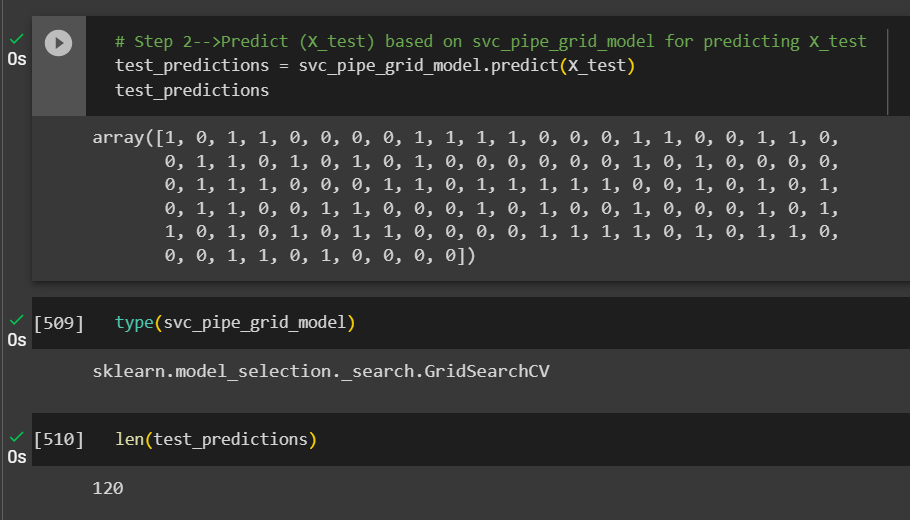 # Step 2-->Predict (X_test) based on svc_pipe_grid_model for predicting X_test
0s
test_predictions = svc_pipe_grid_model.predict(X_test)
test_predictions
array([1, 0, 1, 1, 0, 0, 0, 0, 1, 1, 1, 1, 0, 0, 0, 1, 1, 0, 0, 1, 1, 0,
0, 1, 1, 0, 1, 0, 1, 0, 1, 0, 0, 0, 0, 0, 0, 1, 0, 1, 0, 0, 0, 0,
0, 1, 1, 1, 0, 0, 0, 1, 1, 0, 1, 1, 1, 1, 1, 0, 0, 1, 0, 1, 0, 1,
0, 1, 1, 0, 0, 1, 1, 0, 0, 0, 1, 0, 1, 0, 0, 1, 0, 0, 0, 1, 0, 1,
1, 0, 1, 0, 1, 0, 1, 1, 0, 0, 0, 0, 1, 1, 1, 1, 0, 1, 0, 1, 1, 0,
0, 0, 1, 1, 0, 1, 0, 0, 0, 0])
[509] type(svc_pipe_grid_model)
0s
sklearn.model_selection._search.GridSearchCV
[510] len(test_predictions)
0s
120